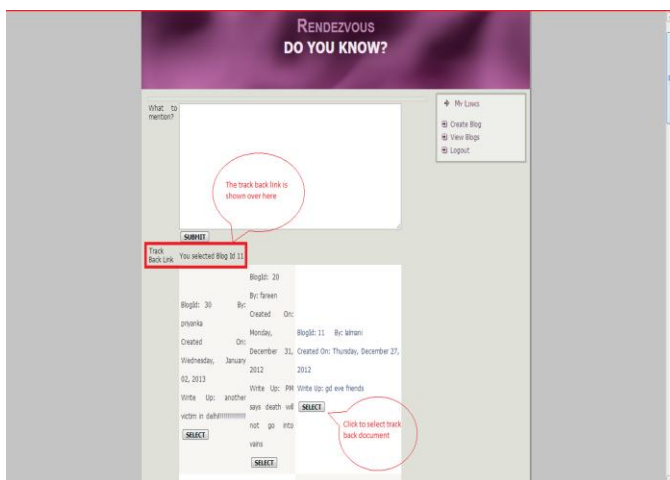 RENDEZVOUS
DO YOU KNOW?
What to
mention?
My Links
Create Blog
View Blogs
Logout
The track back link is
shown over here
SUBMIT
Track
Back Link
You selected Blog Id 11
BlogId: 30 By:
priyanka
Created On:
Wednesday, January
02, 2013
Write Up: another
victim in delhi!!!!!!!!!!!!!!
SELECT
BlogId: 20
By: fareen
Created On:
Monday,
December 31,
2012
Write Up: PM
says death will
not go into
vains
SELECT
BlogId: 11 By:
Created On: Thursday, December 27,
2012
Write Up: gd eve friends
SELECT
Click to select track
back document